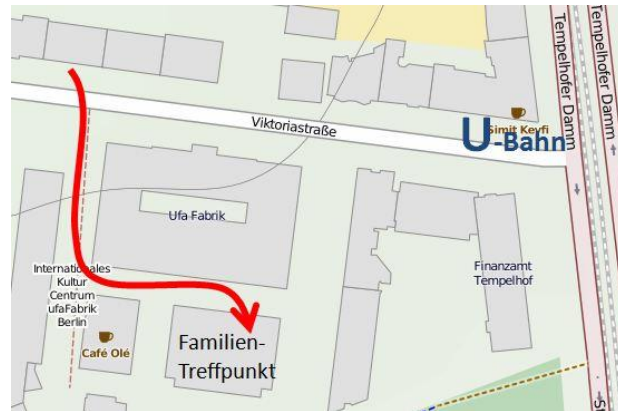 Tempelhofer Damm
Tempelhofer Damm
Viktoriastraße
Simit Keyfi
U-Bahn
Ufa Fabrik
Internationales
Kultur
Centrum
ufaFabrik
Berlin
Finanzamt
Tempelhof
Café Olé
Familien-
Treffpunkt